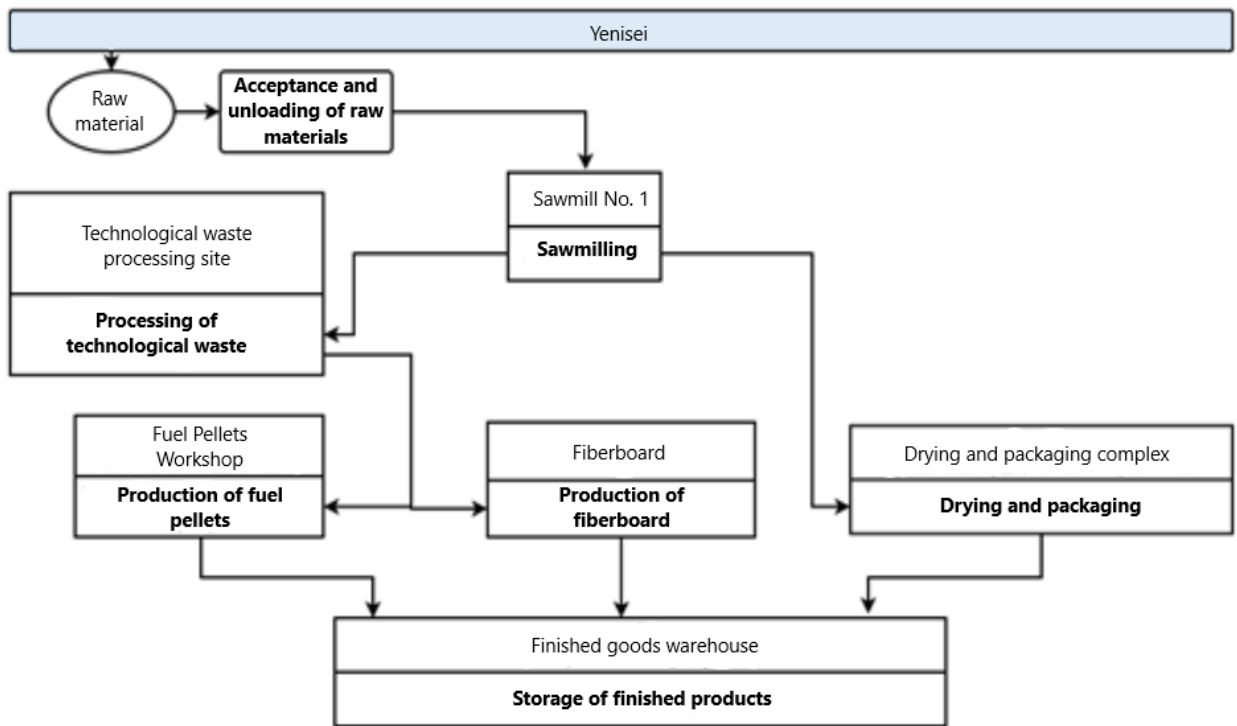 Yenisei
Raw
material
Acceptance and
unloading of raw
materials
Sawmill No. 1
Sawmilling
Technological waste
processing site
Processing of
technological waste
Fuel Pellets
Workshop
Production of fuel
pellets
Fiberboard
Production of
fiberboard
Drying and packaging complex
Drying and packaging
Finished goods warehouse
Storage of finished products